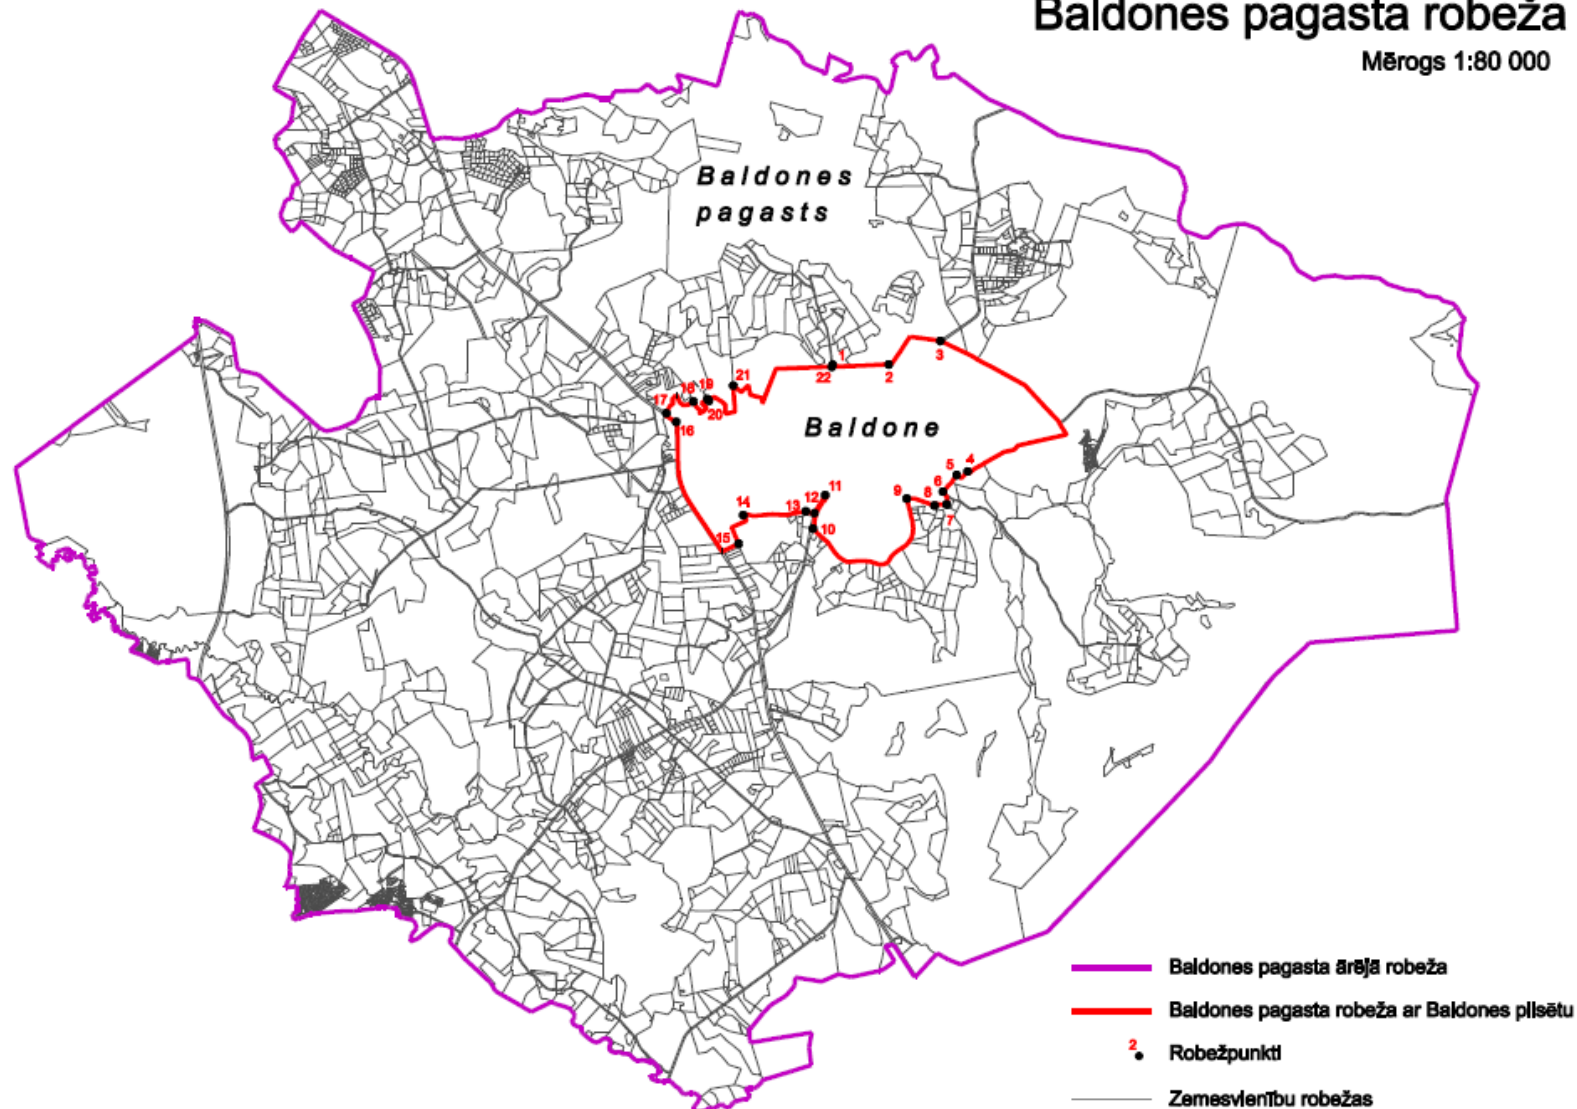 Baldones pagasta robeža
Mērogs 1:80 000
Baldones
pagasts
1
2
3
22
21
18
19
20
17
16
Baldone
4
5
6
7
8
9
11
12
13
10
14
15
Baldones pagasta ārējā robeža
Baldones pagasta robeža ar Baldones pilsētu
2
Robežpunkti
Zemesvienību robežas